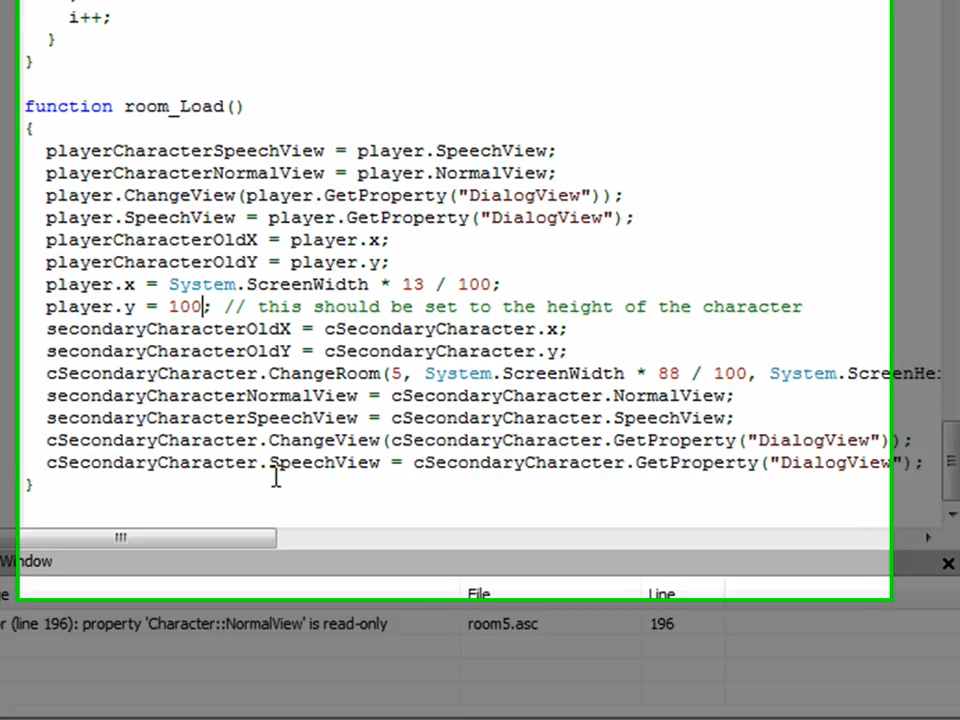 i++;
}
}
function room_Load()
{
playerCharacterSpeechView = player.SpeechView;
playerCharacterNormalView = player.NormalView;
player.ChangeView(player.GetProperty("DialogView"));
player.SpeechView = player.GetProperty("DialogView");
playerCharacterOldX = player.x;
playerCharacterOldY = player.y;
player.x = System.ScreenWidth * 13 / 100;
player.y = 100; // this should be set to the height of the character
secondaryCharacterOldX = cSecondaryCharacter.x;
secondaryCharacterOldY = cSecondaryCharacter.y;
cSecondaryCharacter.ChangeRoom(5, System.ScreenWidth * 88 / 100, System.ScreenHe
secondaryCharacterNormalView = cSecondaryCharacter.NormalView;
secondaryCharacterSpeechView = cSecondaryCharacter.SpeechView;
cSecondaryCharacter.ChangeView(cSecondaryCharacter.GetProperty("DialogView"));
cSecondaryCharacter.SpeechView = cSecondaryCharacter.GetProperty("DialogView");
}
Window
ge File Line
or (line 196): property 'Character::NormalView' is read-only room5.asc 196